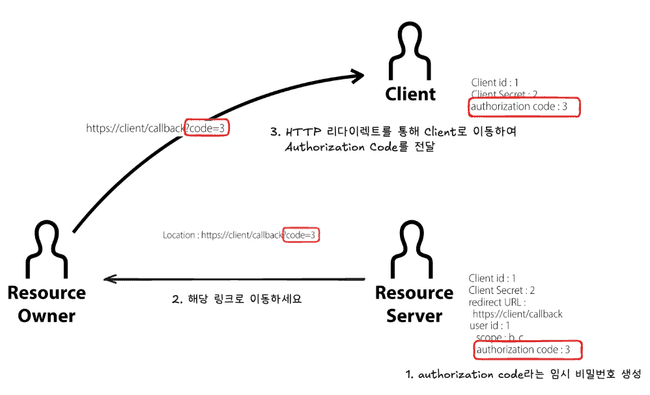 Client
Client id : 1
Client Secret : 2
authorization code : 3
https://client/callback?code=3
3. HTTP 리다이렉트를 통해 Client로 이동하여
Authorization Code를 전달
Location : https://client/callback?code=3
Resource
Owner
2. 해당 링크로 이동하세요
Resource
Server
Client id : 1
Client Secret : 2
redirect URL :
https://client/callback
user id : 1
scope : b, c
authorization code : 3
1. authorization code라는 임시 비밀번호 생성